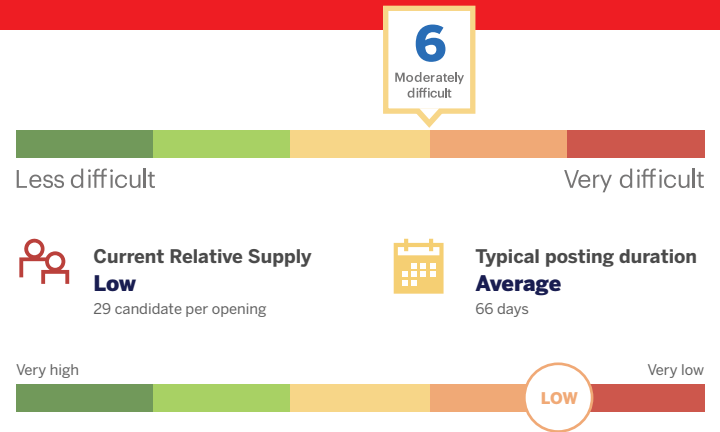 6
Moderately
difficult
Less difficult
Very difficult
Current Relative Supply
Low
29 candidate per opening
Typical posting duration
Average
66 days
Very high
Very low
LOW